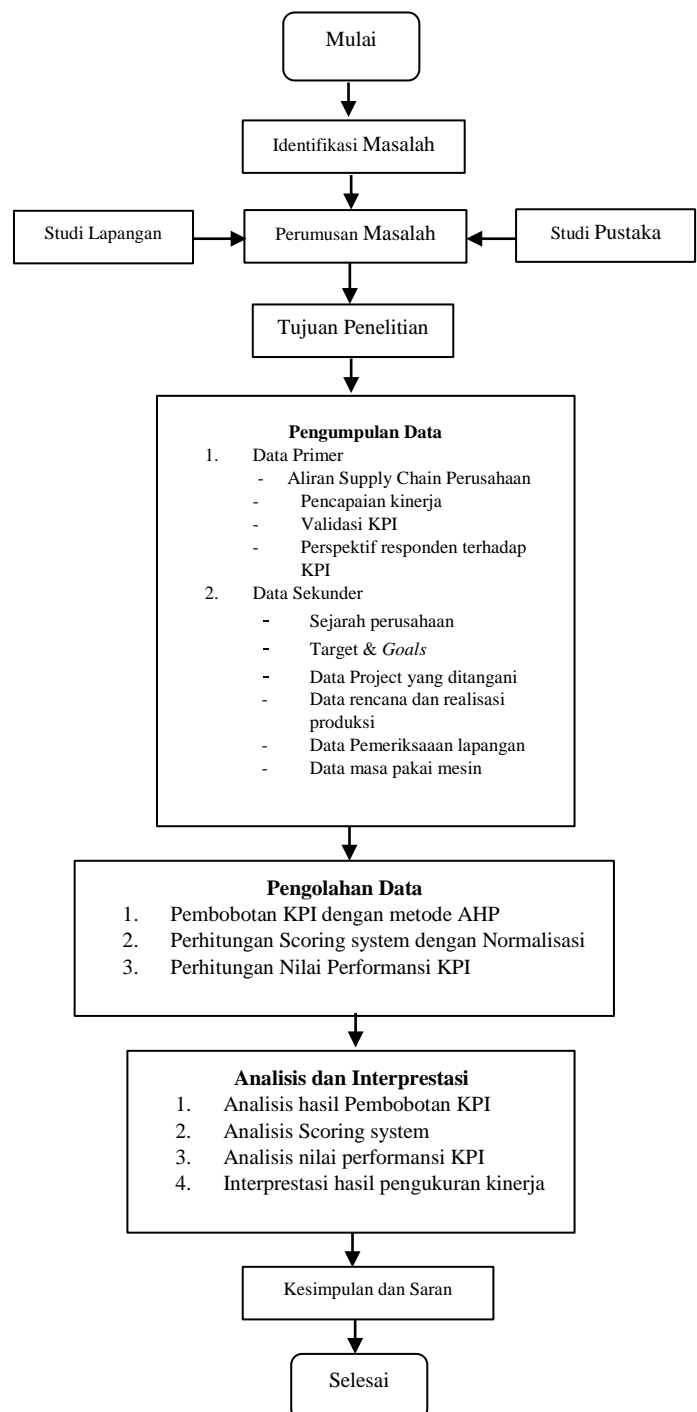 Mulai
Identifikasi Masalah
Studi Lapangan
Perumusan Masalah
Studi Pustaka
Tujuan Penelitian
Pengumpulan Data
1. Data Primer
- Aliran Supply Chain Perusahaan
- Pencapaian kinerja
- Validasi KPI
- Perspektif responden terhadap
KPI
2. Data Sekunder
- Sejarah perusahaan
- Target & Goals
- Data Project yang ditangani
- Data rencana dan realisasi
produksi
- Data Pemeriksaaan lapangan
- Data masa pakai mesin
Pengolahan Data
1. Pembobotan KPI dengan metode AHP
2. Perhitungan Scoring system dengan Normalisasi
3. Perhitungan Nilai Performansi KPI
Analisis dan Interprestasi
1. Analisis hasil Pembobotan KPI
2. Analisis Scoring system
3. Analisis nilai performansi KPI
4. Interprestasi hasil pengukuran kinerja
Kesimpulan dan Saran
Selesai